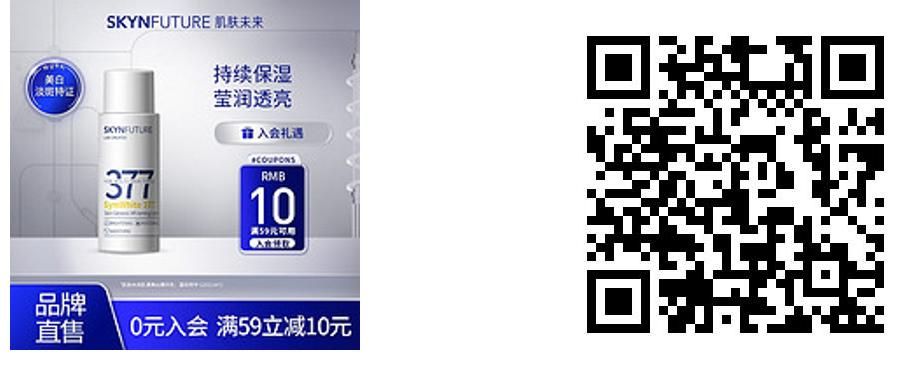 SKYNFUTURE 肌肤未来
美白
淡斑特证
持续保湿
莹润透亮
入会礼遇
SKYNFUTURE
377
SymWhite 377
#COUPONS
RMB
10
满59元可用
入会领取
品牌
直售
0元入会 满59立减10元